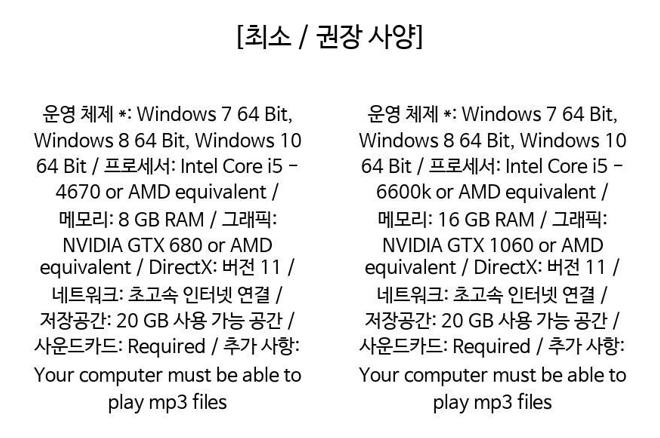 [최소 / 권장 사양]
운영 체제 *: Windows 7 64 Bit,
Windows 8 64 Bit, Windows 10
64 Bit / 프로세서: Intel Core i5 -
4670 or AMD equivalent /
메모리: 8 GB RAM / 그래픽:
NVIDIA GTX 680 or AMD
equivalent / DirectX: 버전 11 /
네트워크: 초고속 인터넷 연결 /
저장공간: 20 GB 사용 가능 공간 /
사운드카드: Required / 추가 사항:
Your computer must be able to
play mp3 files
운영 체제 *: Windows 7 64 Bit,
Windows 8 64 Bit, Windows 10
64 Bit / 프로세서: Intel Core i5 -
6600k or AMD equivalent /
메모리: 16 GB RAM / 그래픽:
NVIDIA GTX 1060 or AMD
equivalent / DirectX: 버전 11 /
네트워크: 초고속 인터넷 연결 /
저장공간: 20 GB 사용 가능 공간 /
사운드카드: Required / 추가 사항:
Your computer must be able to
play mp3 files